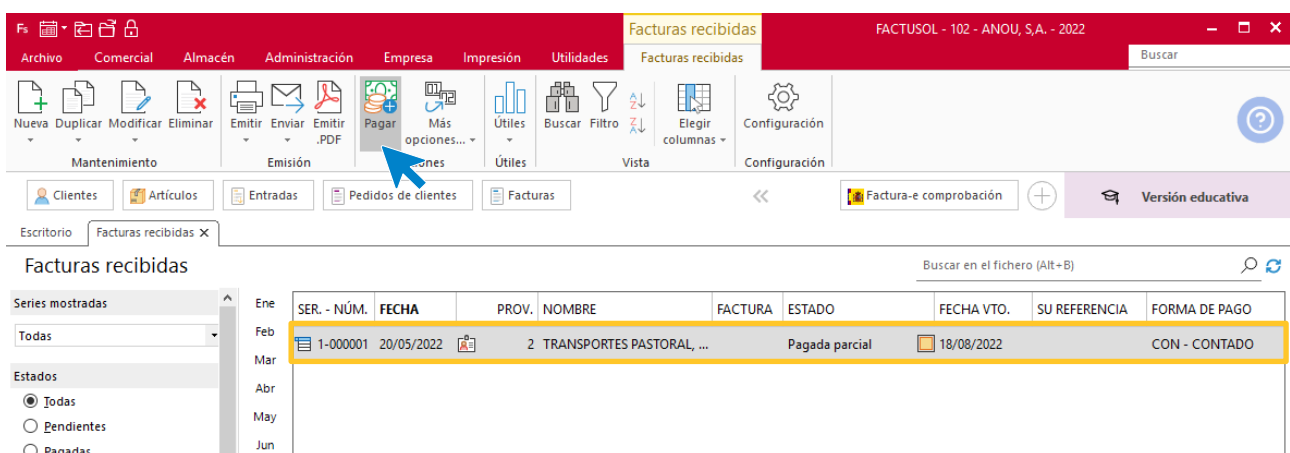 Fs Facturas recibidas FACTUSOL - 102 - ANOU, S,A. - 2022
Archivo Comercial Almacén Administración Empresa Impresión Utilidades Facturas recibidas Buscar
Nueva Duplicar Modificar Eliminar Emitir Enviar Emitir .PDF Pagar Más opciones... Útiles Buscar Filtro Elegir columnas Configuración
Mantenimiento Emisión Útiles Vista Configuración
Clientes Artículos Entradas Pedidos de clientes Facturas Factura-e comprobación Versión educativa
Escritorio Facturas recibidas
Facturas recibidas Buscar en el fichero (Alt+B)
Series mostradas Ene SER. - NÚM. FECHA PROV. NOMBRE FACTURA ESTADO FECHA VTO. SU REFERENCIA FORMA DE PAGO
Todas Feb 1-000001 20/05/2022 2 TRANSPORTES PASTORAL, ... Pagada parcial 18/08/2022 CON - CONTADO
Mar
Estados
Abr
Todas
May
Pendientes
Jun
Pagadas